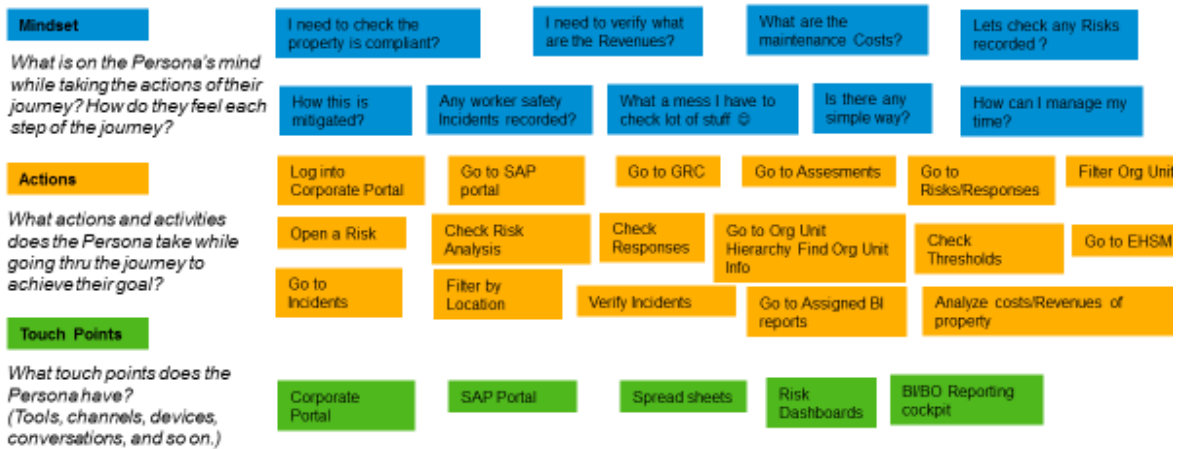 Mindset
What is on the Persona's mind
while taking the actions of their
journey? How do they feel each
step of the journey?
I need to check the
property is compliant?
I need to verify what
are the Revenues?
What are the
maintenance Costs?
Lets check any Risks
recorded ?
How this is
mitigated?
Any worker safety
Incidents recorded?
What a mess I have to
check lot of stuff ☺
Is there any
simple way?
How can I manage my
time?
Actions
What actions and activities
does the Persona take while
going thru the journey to
achieve their goal?
Log into
Corporate Portal
Go to SAP
portal
Go to GRC
Go to Assesments
Go to
Risks/Responses
Filter Org Unit
Open a Risk
Check Risk
Analysis
Check
Responses
Go to Org Unit
Hierarchy Find Org Unit
Info
Check
Thresholds
Go to EHSM
Go to
Incidents
Filter by
Location
Verify Incidents
Go to Assigned BI
reports
Analyze costs/Revenues of
property
Touch Points
What touch points does the
Persona have?
(Tools, channels, devices,
conversations, and so on.)
Corporate
Portal
SAP Portal
Spread sheets
Risk
Dashboards
BI/BO Reporting
cockpit